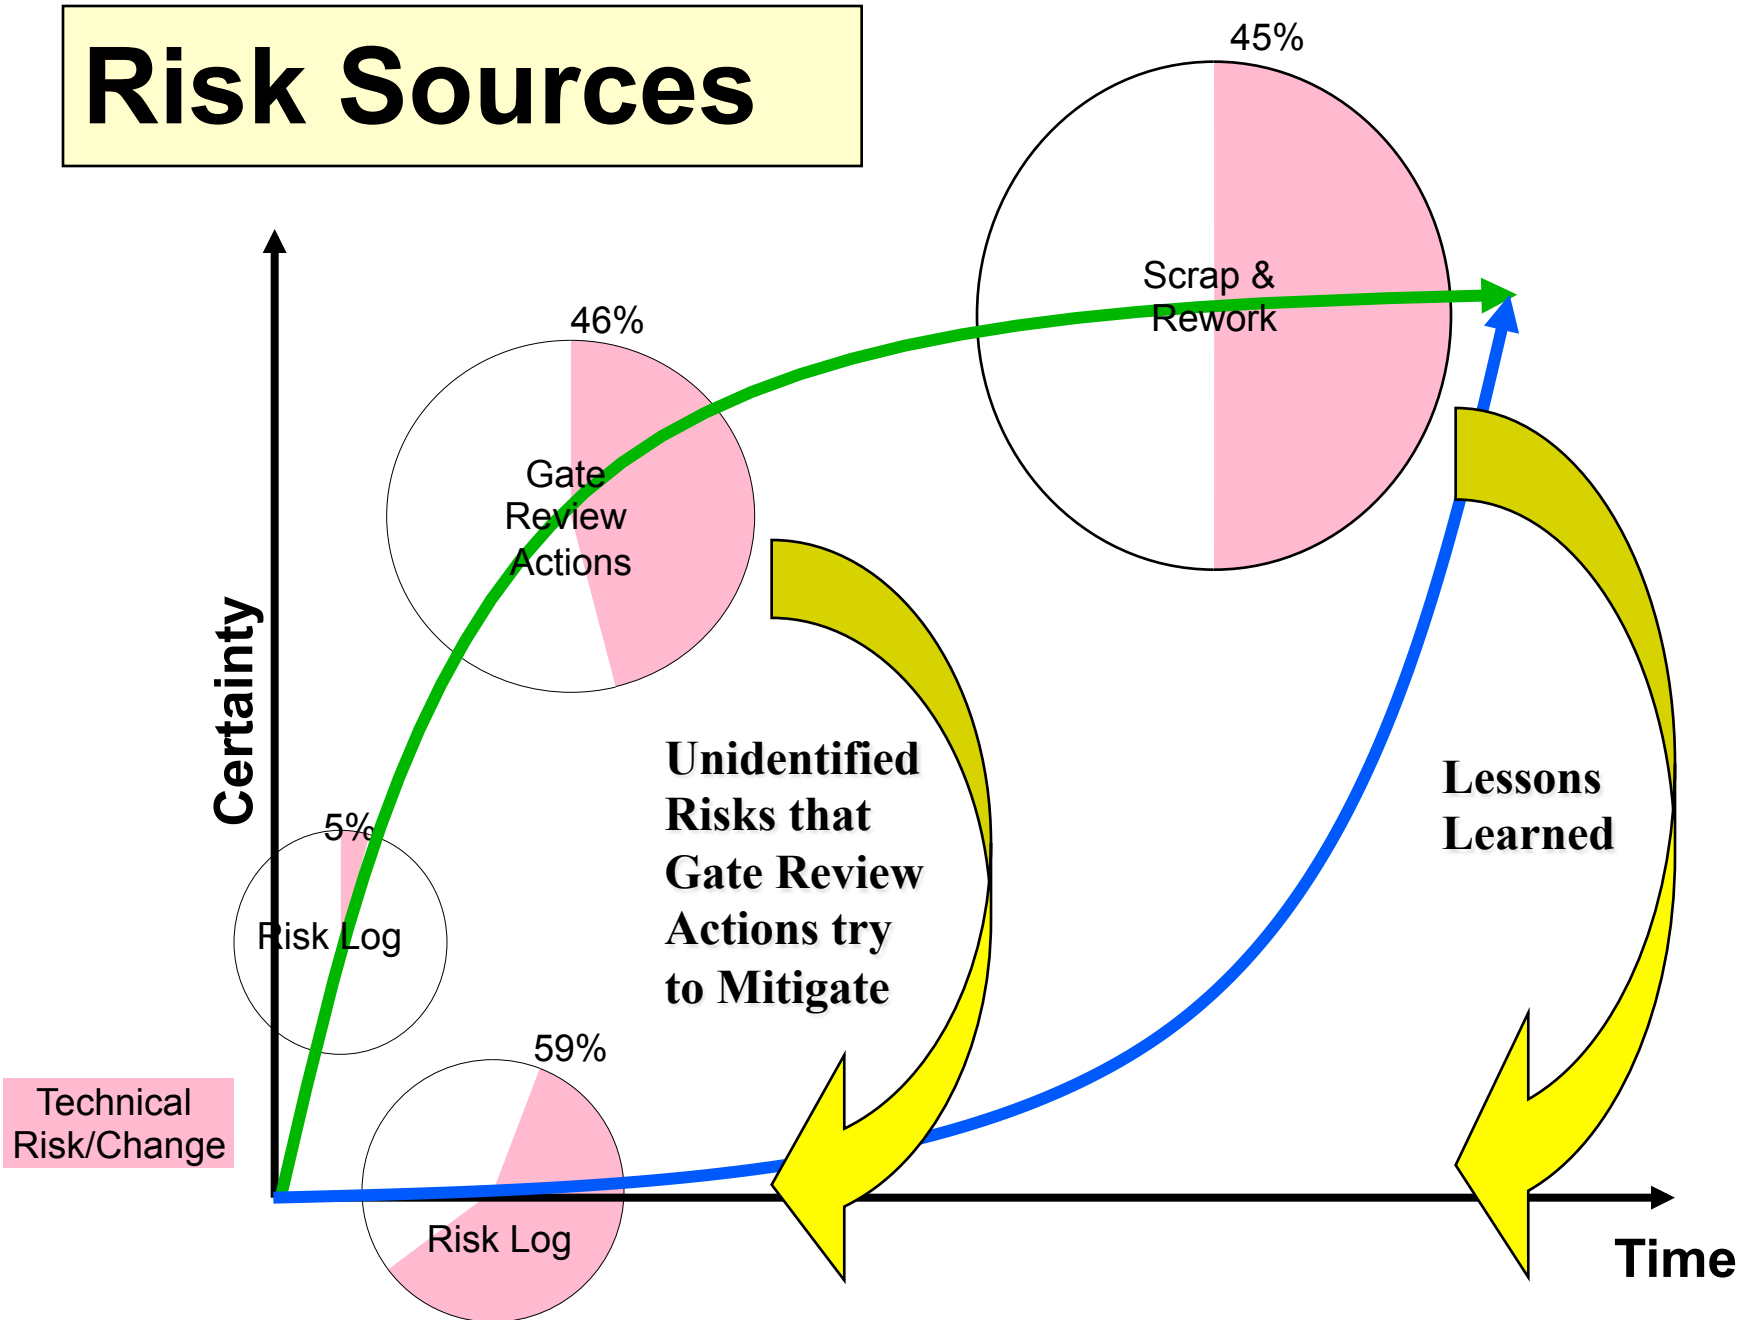 Risk Sources
45%
Scrap &
Rework
46%
Gate
Review
Actions
Certainty
5%
Risk Log
Unidentified
Risks that
Gate Review
Actions try
to Mitigate
Lessons
Learned
59%
Risk Log
Technical
Risk/Change
Time